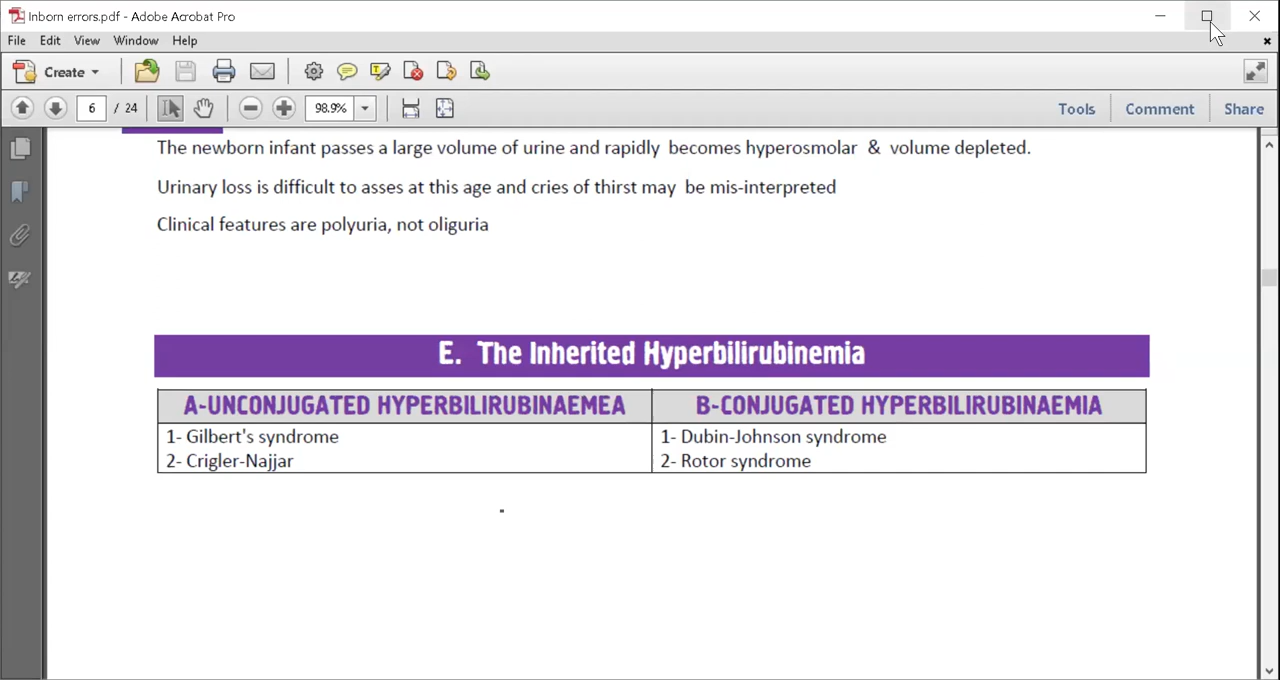 Inborn errors.pdf - Adobe Acrobat Pro
File Edit View Window Help
Create
6 / 24 98.9% Tools Comment Share
The newborn infant passes a large volume of urine and rapidly becomes hyperosmolar & volume depleted.
Urinary loss is difficult to asses at this age and cries of thirst may be mis-interpreted
Clinical features are polyuria, not oliguria
E. The Inherited Hyperbilirubinemia
A-UNCONJUGATED HYPERBILIRUBINAEMEA B-CONJUGATED HYPERBILIRUBINAEMIA
1- Gilbert's syndrome 1- Dubin-Johnson syndrome
2- Crigler-Najjar 2- Rotor syndrome